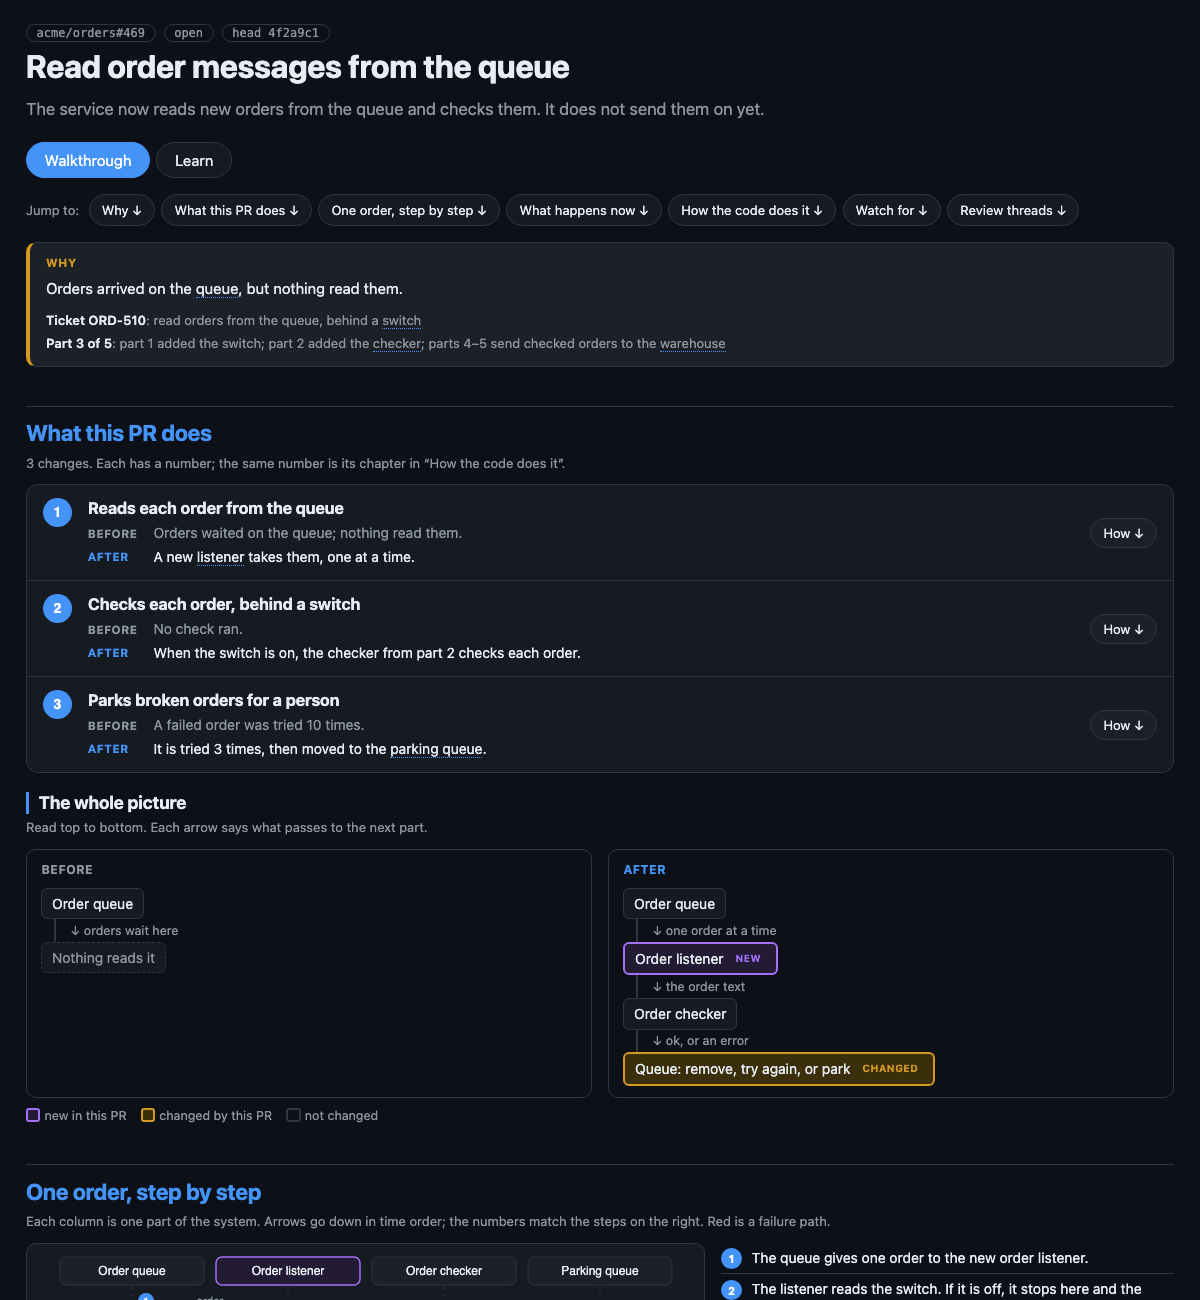 acme/orders#469 open head 4f2a9c1
Read order messages from the queue
The service now reads new orders from the queue and checks them. It does not send them on yet.
Walkthrough Learn
Jump to: Why ↓ What this PR does ↓ One order, step by step ↓ What happens now ↓ How the code does it ↓ Watch for ↓ Review threads ↓
WHY
Orders arrived on the queue, but nothing read them.
Ticket ORD-510: read orders from the queue, behind a switch
Part 3 of 5: part 1 added the switch; part 2 added the checker; parts 4–5 send checked orders to the warehouse
What this PR does
3 changes. Each has a number; the same number is its chapter in “How the code does it”.
1 Reads each order from the queue
BEFORE Orders waited on the queue; nothing read them.
How ↓
AFTER A new listener takes them, one at a time.
2 Checks each order, behind a switch
BEFORE No check ran.
How ↓
AFTER When the switch is on, the checker from part 2 checks each order.
3 Parks broken orders for a person
BEFORE A failed order was tried 10 times.
How ↓
AFTER It is tried 3 times, then moved to the parking queue.
The whole picture
Read top to bottom. Each arrow says what passes to the next part.
BEFORE
Order queue
↓ orders wait here
Nothing reads it
AFTER
Order queue
↓ one order at a time
Order listener NEW
↓ the order text
Order checker
↓ ok, or an error
Queue: remove, try again, or park CHANGED
new in this PR changed by this PR not changed
One order, step by step
Each column is one part of the system. Arrows go down in time order; the numbers match the steps on the right. Red is a failure path.
Order queue Order listener Order checker Parking queue
1 The queue gives one order to the new order listener.
2 The listener reads the switch. If it is off, it stops here and the